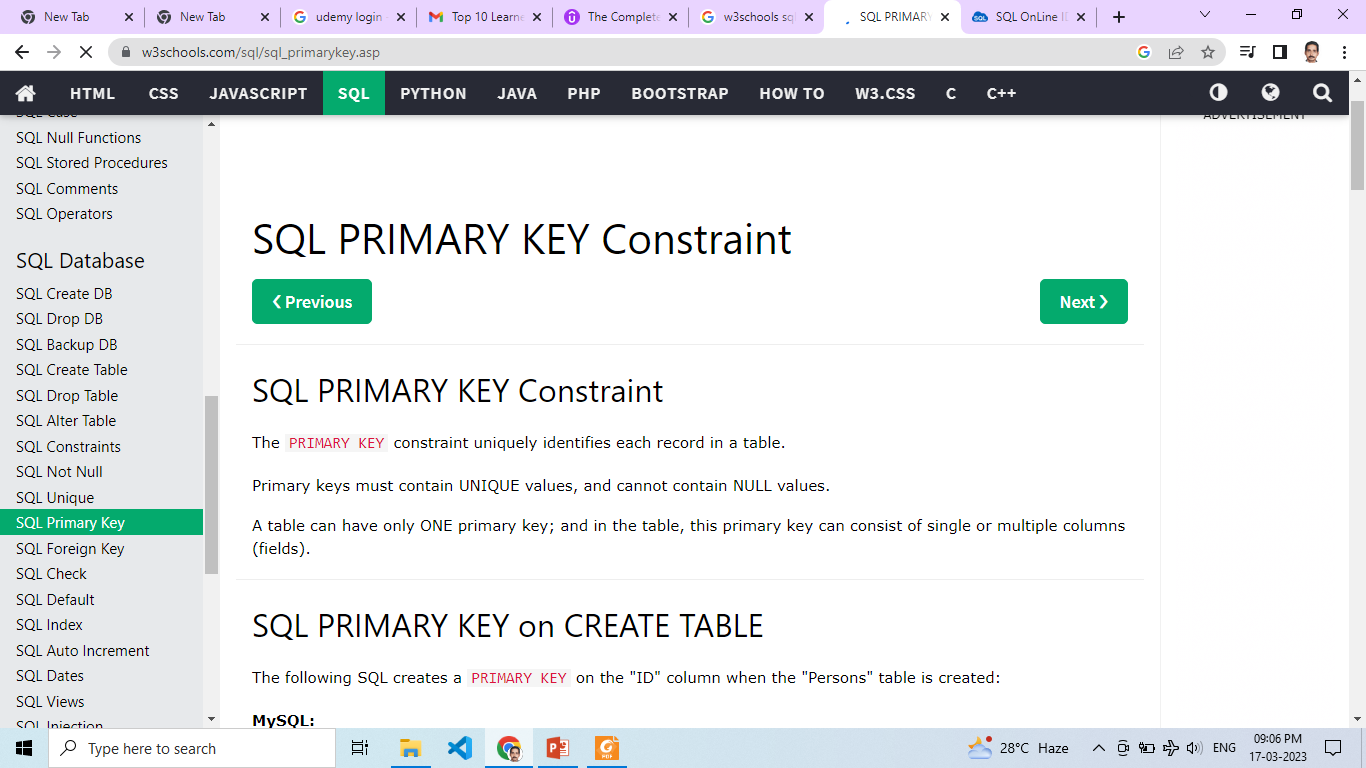 New Tab
New Tab
udemy login
Top 10 Learne
The Complete
w3schools sq
SQL PRIMARY
SQL OnLine ID
w3schools.com/sql/sql_primarykey.asp
HTML CSS JAVASCRIPT SQL PYTHON JAVA PHP BOOTSTRAP HOW TO W3.CSS C C++
SQL Case
SQL Null Functions
SQL Stored Procedures
SQL Comments
SQL Operators
SQL Database
SQL Create DB
SQL Drop DB
SQL Backup DB
SQL Create Table
SQL Drop Table
SQL Alter Table
SQL Constraints
SQL Not Null
SQL Unique
SQL Primary Key
SQL Foreign Key
SQL Check
SQL Default
SQL Index
SQL Auto Increment
SQL Dates
SQL Views
SQL Injection
ADVERTISEMENT
SQL PRIMARY KEY Constraint
❮ Previous
Next ❯
SQL PRIMARY KEY Constraint
The PRIMARY KEY constraint uniquely identifies each record in a table.
Primary keys must contain UNIQUE values, and cannot contain NULL values.
A table can have only ONE primary key; and in the table, this primary key can consist of single or multiple columns
(fields).
SQL PRIMARY KEY on CREATE TABLE
The following SQL creates a PRIMARY KEY on the "ID" column when the "Persons" table is created:
MySQL:
Type here to search
28°C Haze
ENG
09:06 PM
17-03-2023